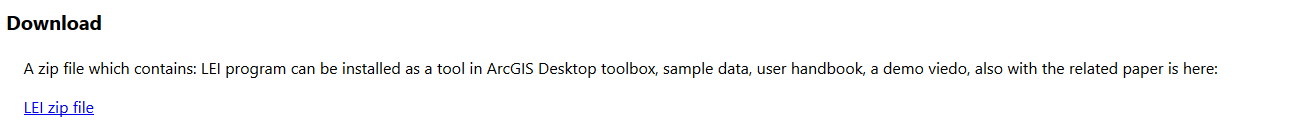 Download
A zip file which contains: LEI program can be installed as a tool in ArcGIS Desktop toolbox, sample data, user handbook, a demo viedo, also with the related paper is here:
LEI zip file